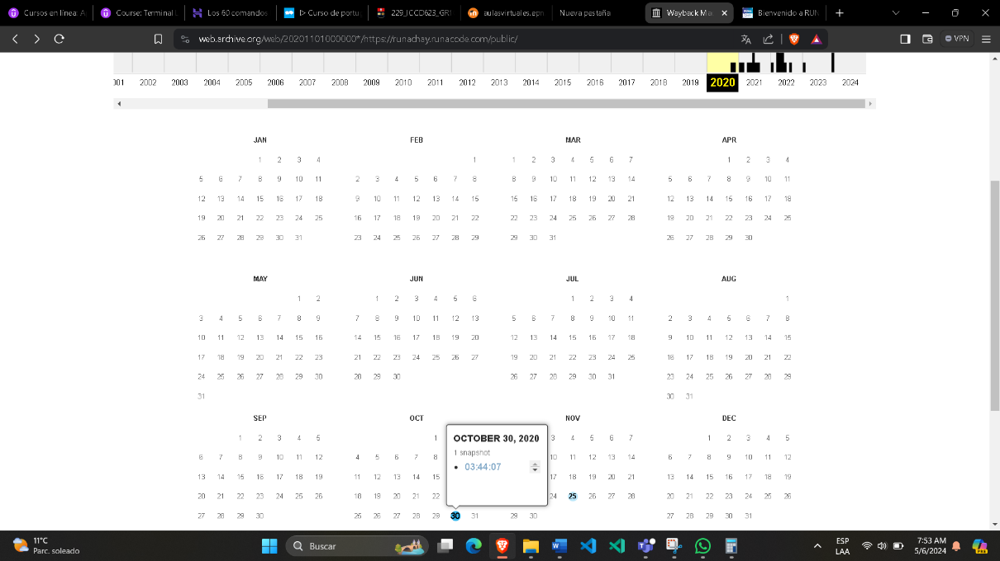 Cursos en línea: Ap
Course: Terminal L
Los 60 comandos
▷ Curso de portug
229_ICCD623_GR1
aulasvirtuales.epn
Nueva pestaña
Wayback Mac
Bienvenido a RUN
web.archive.org/web/20201101000000*/https://runachay.runacode.com/public/
VPN
001 2002 2003 2004 2005 2006 2007 2008 2009 2010 2011 2012 2013 2014 2015 2016 2017 2018 2019 2020 2021 2022 2023 2024
JAN FEB MAR APR
1 2 3 4 1 1 2 3 4 5 6 7 1 2 3 4
5 6 7 8 9 10 11 2 3 4 5 6 7 8 8 9 10 11 12 13 14 5 6 7 8 9 10 11
12 13 14 15 16 17 18 9 10 11 12 13 14 15 15 16 17 18 19 20 21 12 13 14 15 16 17 18
19 20 21 22 23 24 25 16 17 18 19 20 21 22 22 23 24 25 26 27 28 19 20 21 22 23 24 25
26 27 28 29 30 31 23 24 25 26 27 28 29 29 30 31 26 27 28 29 30
MAY JUN JUL AUG
1 2 1 2 3 4 5 6 1 2 3 4 1
3 4 5 6 7 8 9 7 8 9 10 11 12 13 5 6 7 8 9 10 11 2 3 4 5 6 7 8
10 11 12 13 14 15 16 14 15 16 17 18 19 20 12 13 14 15 16 17 18 9 10 11 12 13 14 15
17 18 19 20 21 22 23 21 22 23 24 25 26 27 19 20 21 22 23 24 25 16 17 18 19 20 21 22
24 25 26 27 28 29 30 28 29 30 26 27 28 29 30 31 23 24 25 26 27 28 29
31 30 31
SEP OCT NOV DEC
1 2 3 4 5 1 3 4 5 6 7 1 2 3 4 5
6 7 8 9 10 11 12 4 5 6 7 8 10 11 12 13 14 6 7 8 9 10 11 12
13 14 15 16 17 18 19 11 12 13 14 15 17 18 19 20 21 13 14 15 16 17 18 19
20 21 22 23 24 25 26 18 19 20 21 22 24 25 26 27 28 20 21 22 23 24 25 26
27 28 29 30 25 26 27 28 29 30 31 29 30 27 28 29 30 31
OCTOBER 30, 2020
1 snapshot
• 03:44:07
11°C
Parc. soleado
Buscar
ESP
LAA
7:53 AM
5/6/2024